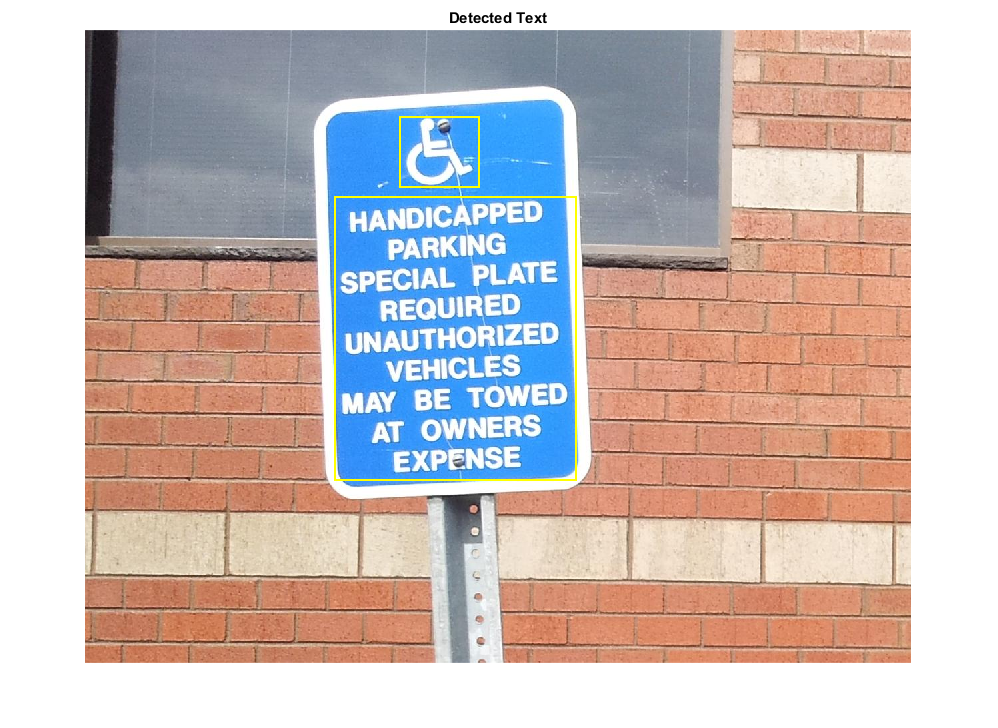 Detected Text
HANDICAPPED
PARKING
SPECIAL PLATE
REQUIRED
UNAUTHORIZED
VEHICLES
MAY BE TOWED
AT OWNERS
EXPENSE